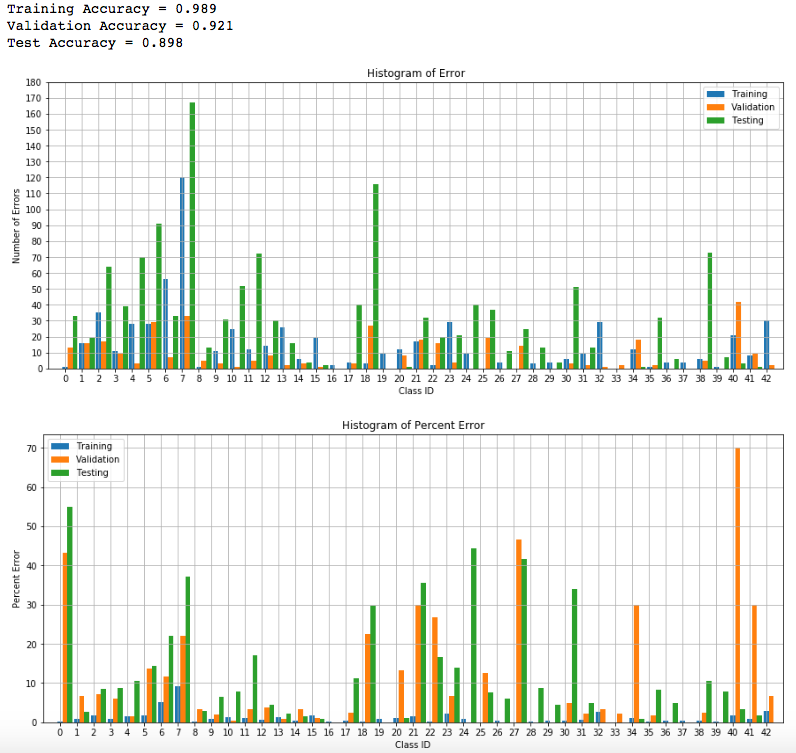 Training Accuracy = 0.989
Validation Accuracy = 0.921
Test Accuracy = 0.898
Histogram of Error
180
170
160
150
140
130
120
110
100
90
80
70
60
50
40
30
20
10
0
Number of Errors
Training
Validation
Testing
0 1 2 3 4 5 6 7 8 9 10 11 12 13 14 15 16 17 18 19 20 21 22 23 24 25 26 27 28 29 30 31 32 33 34 35 36 37 38 39 40 41 42
Class ID
Histogram of Percent Error
70
60
50
40
30
20
10
0
Percent Error
Training
Validation
Testing
0 1 2 3 4 5 6 7 8 9 10 11 12 13 14 15 16 17 18 19 20 21 22 23 24 25 26 27 28 29 30 31 32 33 34 35 36 37 38 39 40 41 42
Class ID